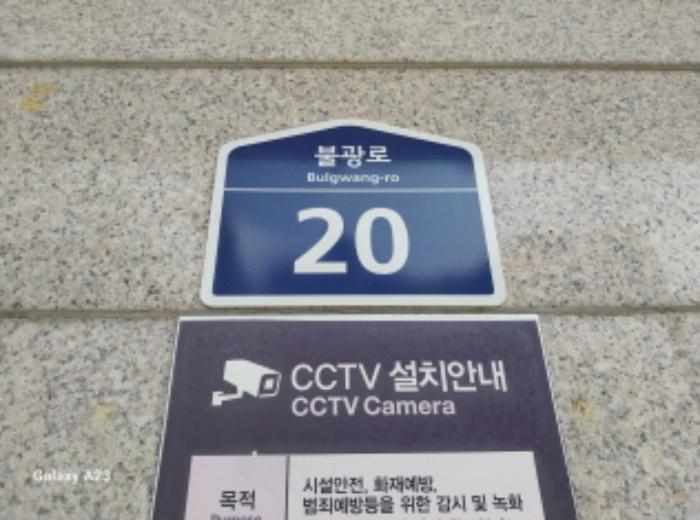 불광로
Bulgwang-ro
20
CCTV 설치안내
CCTV Camera
목적
Purpose
시설안전, 화재예방,
범죄예방등을 위한 감시 및 녹화
Galaxy A23